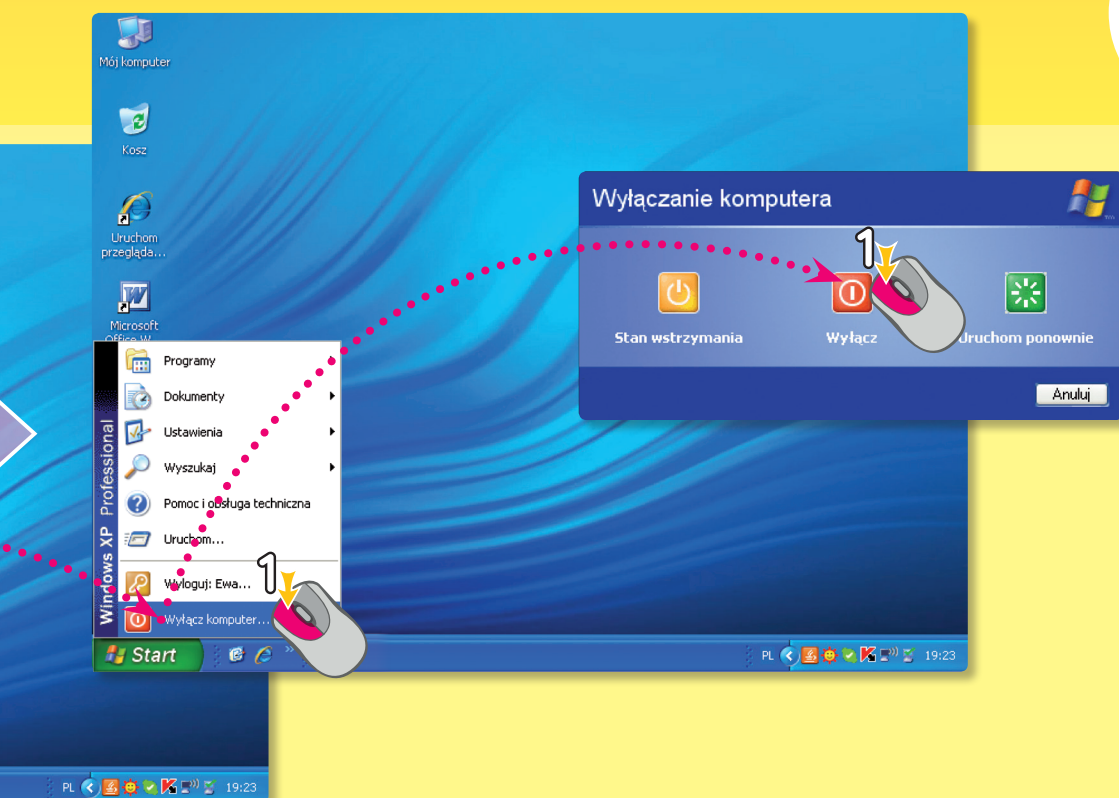 Mój komputer
Kosz
Uruchom
przegląda...
Microsoft
Office W...
Windows XP Professional
Programy
Dokumenty
Ustawienia
Wyszukaj
Pomoc i obsługa techniczna
Uruchom...
Wyloguj: Ewa...
Wyłącz komputer...
1
Start
»
PL
19:23
Wyłączanie komputera
1
Stan wstrzymania
Wyłącz
Uruchom ponownie
Anuluj
PL
19:23